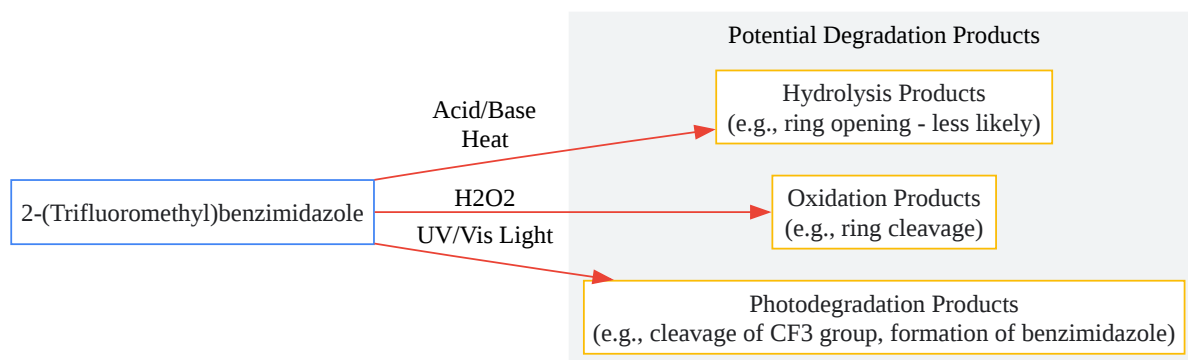 Potential Degradation Products
Hydrolysis Products
(e.g., ring opening - less likely)
Acid/Base
Heat
2-(Trifluoromethyl)benzimidazole
H2O2
Oxidation Products
(e.g., ring cleavage)
UV/Vis Light
Photodegradation Products
(e.g., cleavage of CF3 group, formation of benzimidazole)